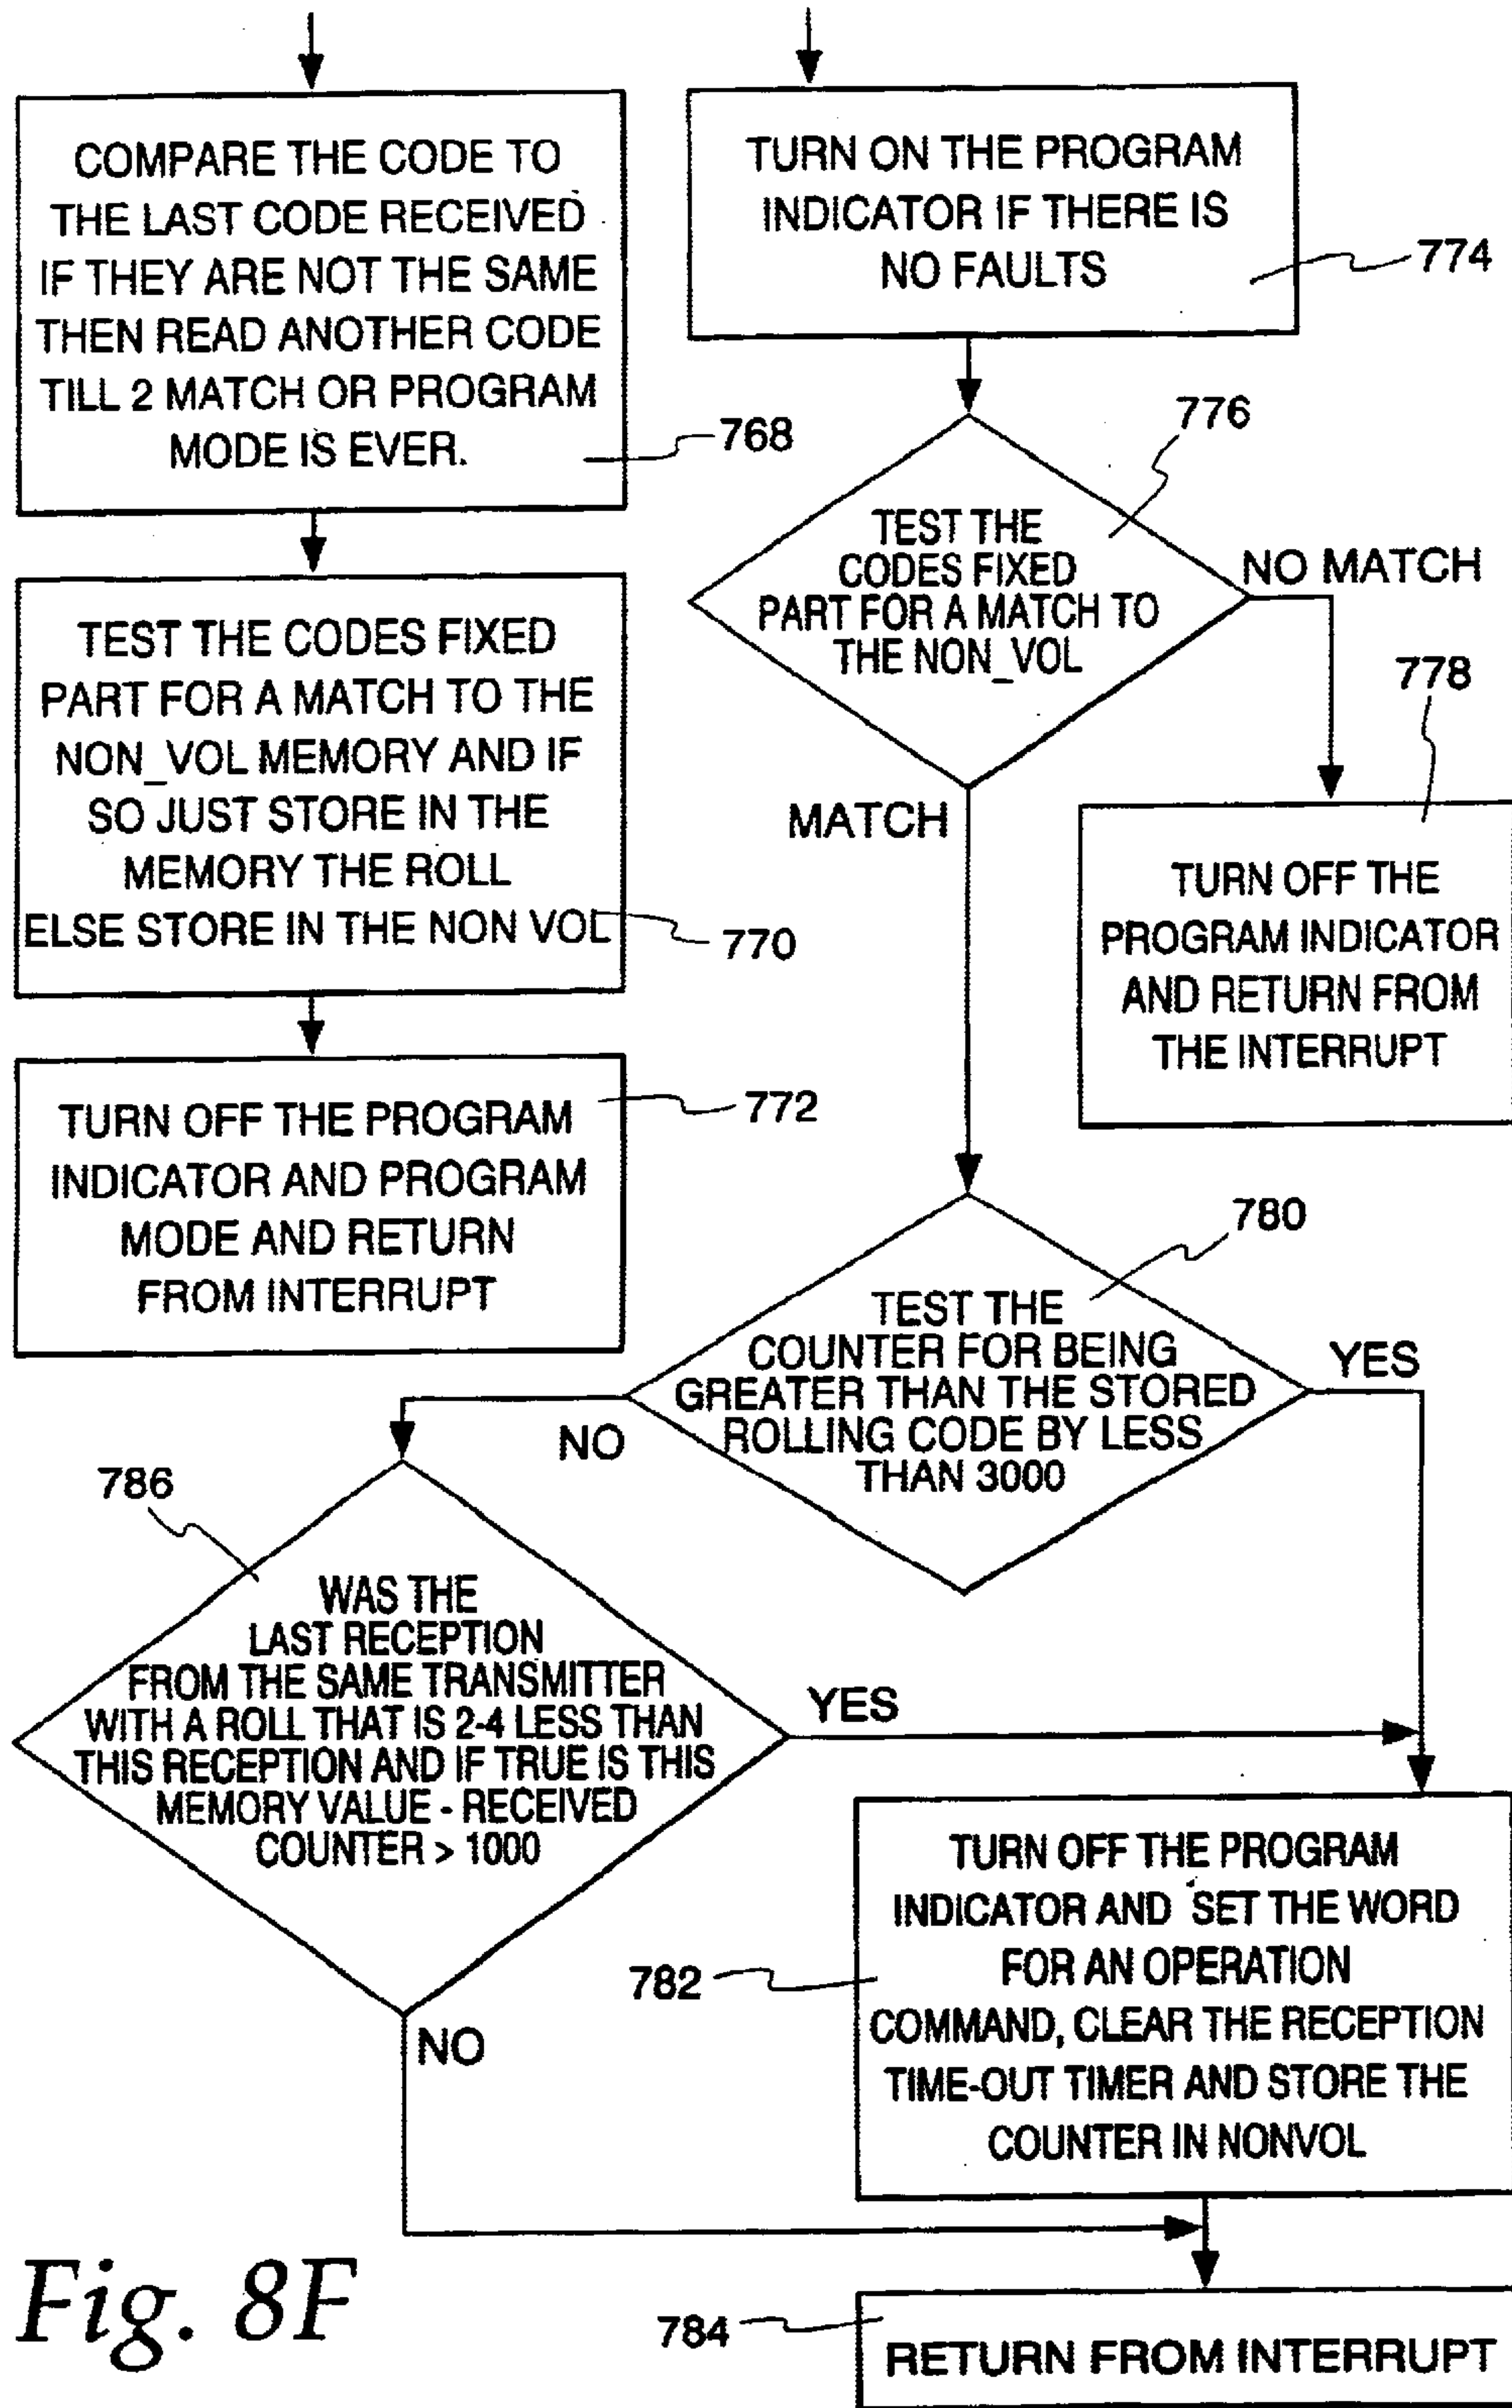 COMPARE THE CODE TO
THE LAST CODE RECEIVED
IF THEY ARE NOT THE SAME
THEN READ ANOTHER CODE
TILL 2 MATCH OR PROGRAM
MODE IS EVER.
768
TEST THE CODES FIXED
PART FOR A MATCH TO THE
NON_VOL MEMORY AND IF
SO JUST STORE IN THE
MEMORY THE ROLL
ELSE STORE IN THE NON VOL
770
TURN OFF THE PROGRAM
INDICATOR AND PROGRAM
MODE AND RETURN
FROM INTERRUPT
772
TURN ON THE PROGRAM
INDICATOR IF THERE IS
NO FAULTS
774
776
TEST THE
CODES FIXED
PART FOR A MATCH TO
THE NON_VOL
NO MATCH
MATCH
778
TURN OFF THE
PROGRAM INDICATOR
AND RETURN FROM
THE INTERRUPT
780
TEST THE
COUNTER FOR BEING
GREATER THAN THE STORED
ROLLING CODE BY LESS
THAN 3000
YES
NO
786
WAS THE
LAST RECEPTION
FROM THE SAME TRANSMITTER
WITH A ROLL THAT IS 2-4 LESS THAN
THIS RECEPTION AND IF TRUE IS THIS
MEMORY VALUE - RECEIVED
COUNTER > 1000
YES
NO
TURN OFF THE PROGRAM
INDICATOR AND SET THE WORD
FOR AN OPERATION
COMMAND, CLEAR THE RECEPTION
TIME-OUT TIMER AND STORE THE
COUNTER IN NONVOL
782
784
RETURN FROM INTERRUPT
Fig. 8F